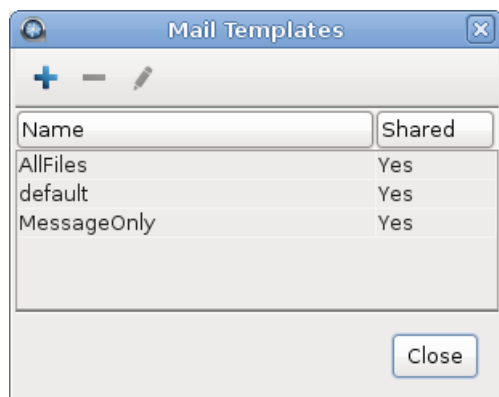 Mail Templates
Name Shared
AllFiles Yes
default Yes
MessageOnly Yes
Close